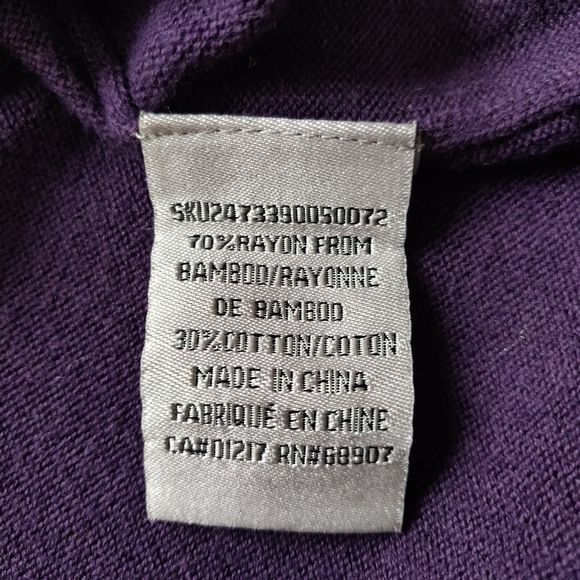 SKU2473390050072
70%RAYON FROM
BAMBOO/RAYONNE
DE BAMBOO
30%COTTON/COTON
MADE IN CHINA
FABRIQUÉ EN CHINE
CA#01217 RN#68907